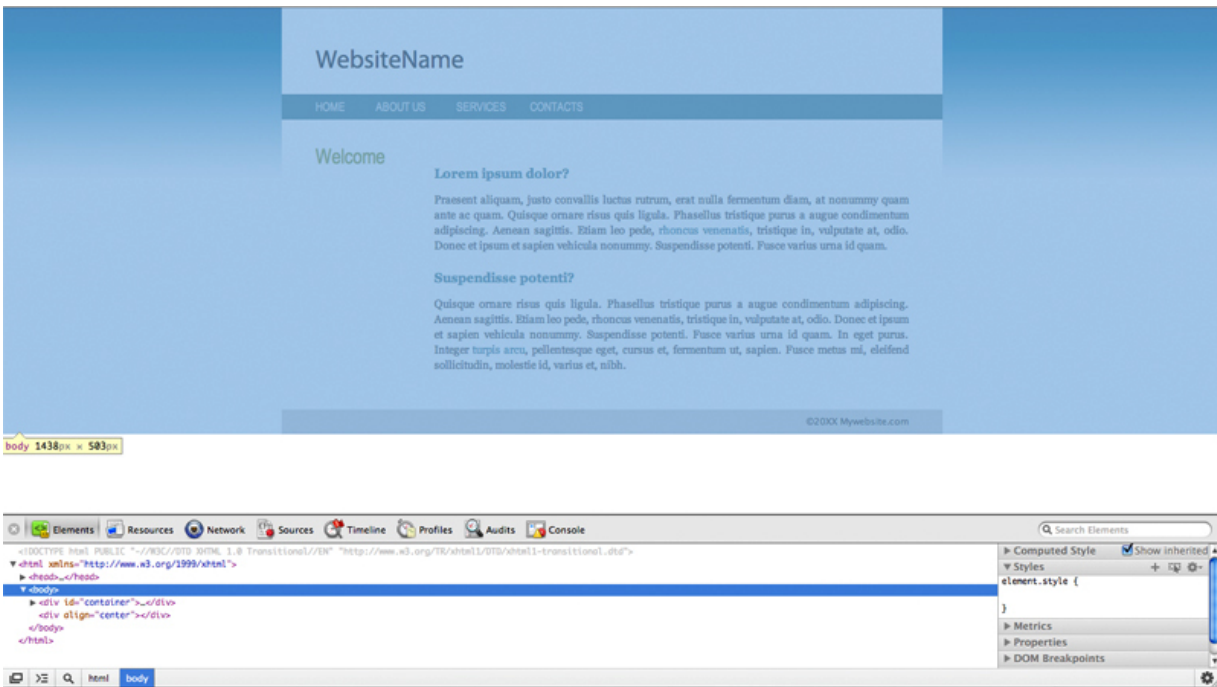 WebsiteName
HOME ABOUT US SERVICES CONTACTS
Welcome
Lorem ipsum dolor?
Praesent aliquam, justo convallis luctus rutrum, erat nulla fermentum diam, at nonummy quam
ante ac quam. Quisque ornare risus quis ligula. Phasellus tristique purus a augue condimentum
adipiscing. Aenean sagittis. Etiam leo pede, rhoncus venenatis, tristique in, vulputate at, odio.
Donec et ipsum et sapien vehicula nonummy. Suspendisse potenti. Fusce varius urna id quam.
Suspendisse potenti?
Quisque ornare risus quis ligula. Phasellus tristique purus a augue condimentum adipiscing.
Aenean sagittis. Etiam leo pede, rhoncus venenatis, tristique in, vulputate at, odio. Donec et ipsum
et sapien vehicula nonummy. Suspendisse potenti. Fusce varius urna id quam. In eget purus.
Integer turpis arcu, pellentesque eget, cursus et, fermentum ut, sapien. Fusce metus mi, eleifend
sollicitudin, molestie id, varius et, nibh.
©20XX Mywebsite.com
body 1438px × 503px
Elements Resources Network Sources Timeline Profiles Audits Console Search Elements
<!DOCTYPE html PUBLIC "-//W3C//DTD XHTML 1.0 Transitional//EN" "http://www.w3.org/TR/xhtml1/DTD/xhtml1-transitional.dtd">
<html xmlns="http://www.w3.org/1999/xhtml">
<head>…</head>
<body>
<div id="container">…</div>
<div align="center"></div>
</body>
</html>
Computed Style Show inherited
Styles
element.style {
}
Metrics
Properties
DOM Breakpoints
html body